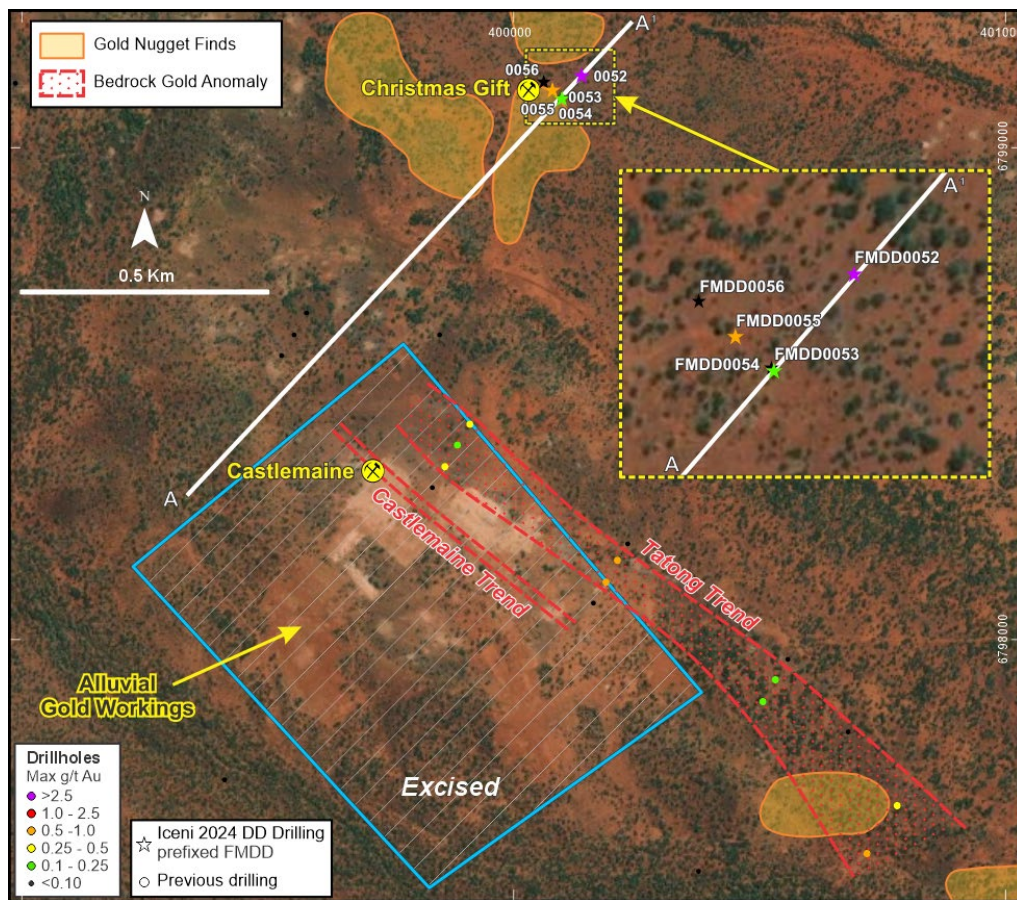 Gold Nugget Finds
Bedrock Gold Anomaly
400000
40100
A¹
0056
0052
Christmas Gift
0053
0055
0054
6799000
N
0.5 Km
A¹
FMDD0052
FMDD0056
FMDD0055
FMDD0054
FMDD0053
A
A
Castlemaine
Castlemaine Trend
Tatong Trend
6798000
Alluvial
Gold Workings
Excised
Drillholes
Max g/t Au
>2.5
1.0 - 2.5
0.5 -1.0
0.25 - 0.5
0.1 - 0.25
<0.10
Iceni 2024 DD Drilling
prefixed FMDD
Previous drilling